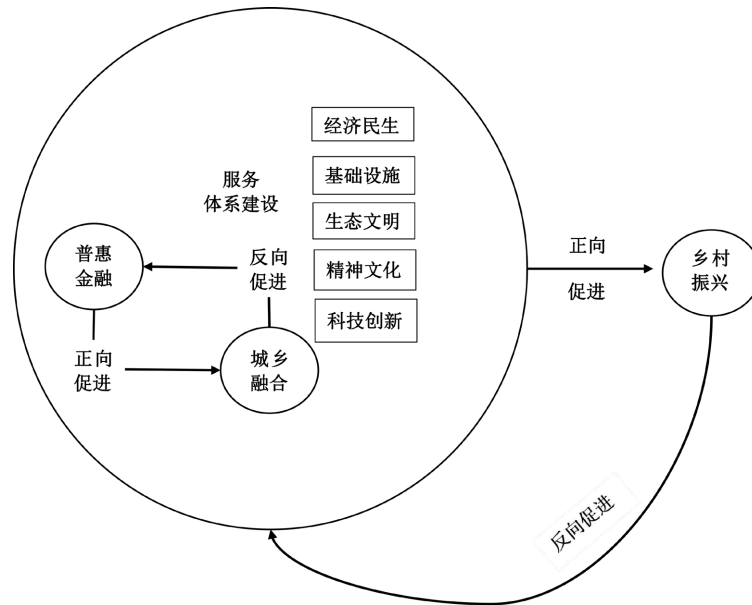 经济民生
服务
体系建设
基础设施
生态文明
普惠
金融
反向
促进
精神文化
科技创新
正向
促进
城乡
融合
正向
促进
乡村
振兴
反向促进